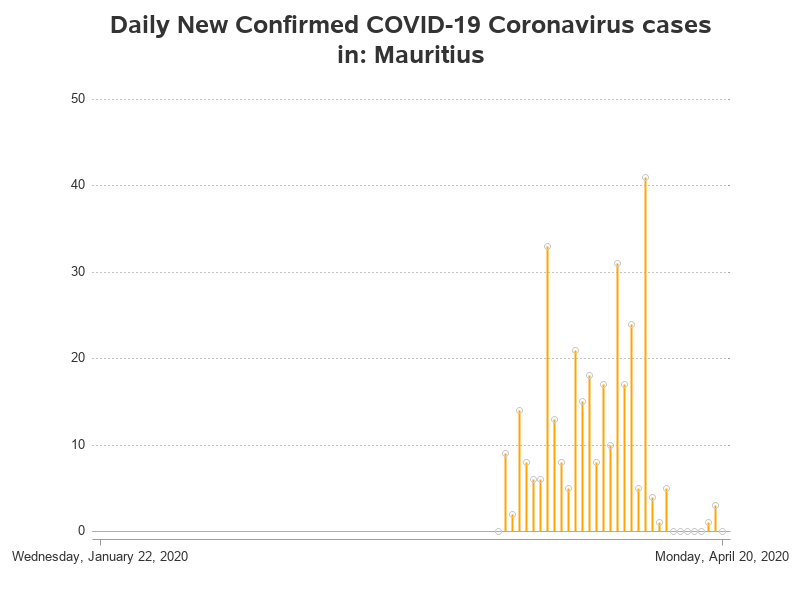 Daily New Confirmed COVID-19 Coronavirus cases
in: Mauritius
50
40
30
20
10
0
Wednesday, January 22, 2020
Monday, April 20, 2020